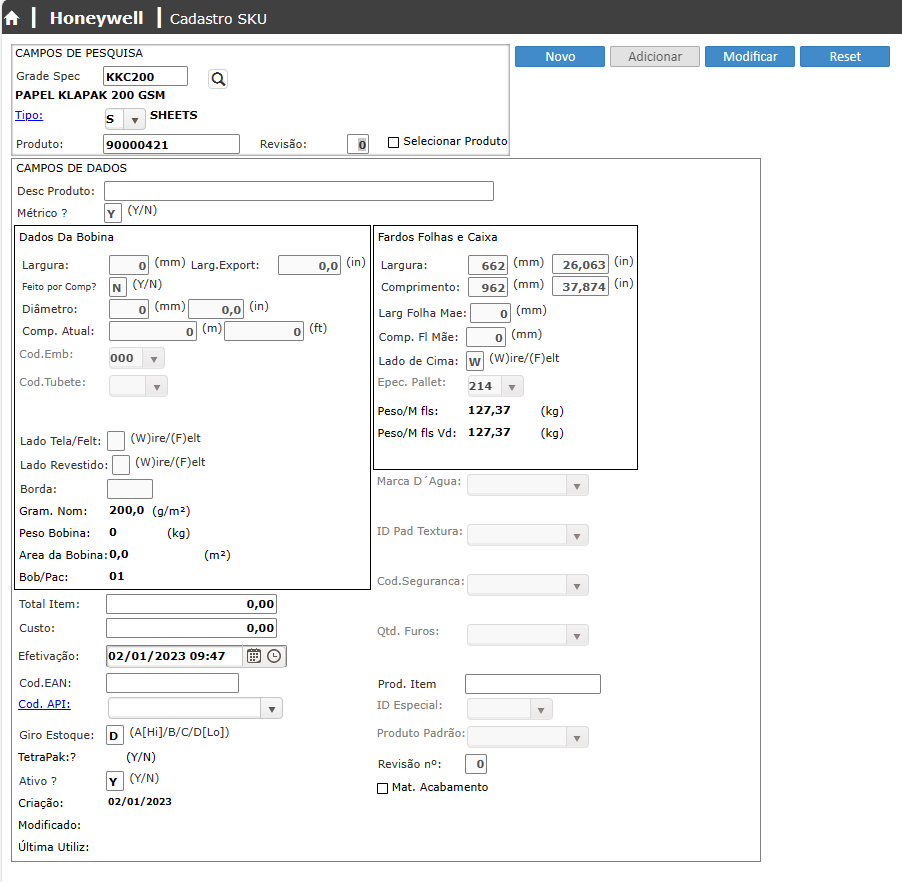 Honeywell Cadastro SKU
CAMPOS DE PESQUISA
Novo Adicionar Modificar Reset
Grade Spec KKC200
PAPEL KLAPAK 200 GSM
Tipo: S SHEETS
Produto: 90000421 Revisão: 0 Selecionar Produto
CAMPOS DE DADOS
Desc Produto:
Métrico ? Y (Y/N)
Dados Da Bobina
Largura: 0 (mm) Larg.Export: 0,0 (in)
Feito por Comp? N (Y/N)
Diâmetro: 0 (mm) 0,0 (in)
Comp. Atual: 0 (m) 0 (ft)
Cod.Emb: 000
Cod.Tubete:
Lado Tela/Felt: (W)ire/(F)elt
Lado Revestido: (W)ire/(F)elt
Borda:
Gram. Nom: 200,0 (g/m²)
Peso Bobina: 0 (kg)
Area da Bobina: 0,0 (m²)
Bob/Pac: 01
Fardos Folhas e Caixa
Largura: 662 (mm) 26,063 (in)
Comprimento: 962 (mm) 37,874 (in)
Larg Folha Mae: 0 (mm)
Comp. Fl Mãe: 0 (mm)
Lado de Cima: W (W)ire/(F)elt
Epec. Pallet: 214
Peso/M fls: 127,37 (kg)
Peso/M fls Vd: 127,37 (kg)
Marca D´Agua:
ID Pad Textura:
Cod.Seguranca:
Qtd. Furos:
Total Item: 0,00
Custo: 0,00
Efetivação: 02/01/2023 09:47
Cod.EAN:
Cod. API:
Giro Estoque: D (A[Hi]/B/C/D[Lo])
TetraPak:? (Y/N)
Ativo ? Y (Y/N)
Criação: 02/01/2023
Modificado:
Última Utiliz:
Prod. Item
ID Especial:
Produto Padrão:
Revisão nº: 0
Mat. Acabamento